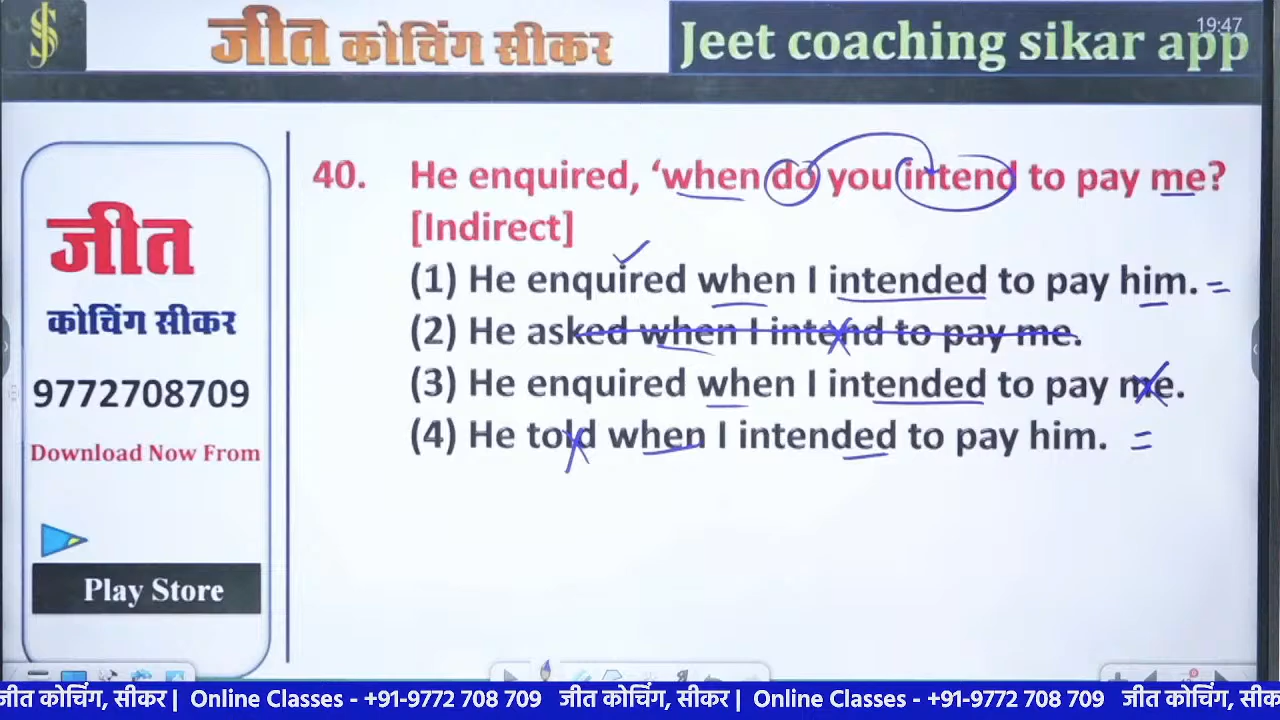 जीत कोचिंग सीकर
Jeet coaching sikar app
19:47
जीत
कोचिंग सीकर
9772708709
Download Now From
Play Store
40. He enquired, ‘when do you intend to pay me?
[Indirect]
(1) He enquired when I intended to pay him.
(2) He asked when I intend to pay me.
(3) He enquired when I intended to pay me.
(4) He told when I intended to pay him.
जीत कोचिंग, सीकर | Online Classes - +91-9772 708 709 जीत कोचिंग, सीकर | Online Classes - +91-9772 708 709 जीत कोचिंग, सीक